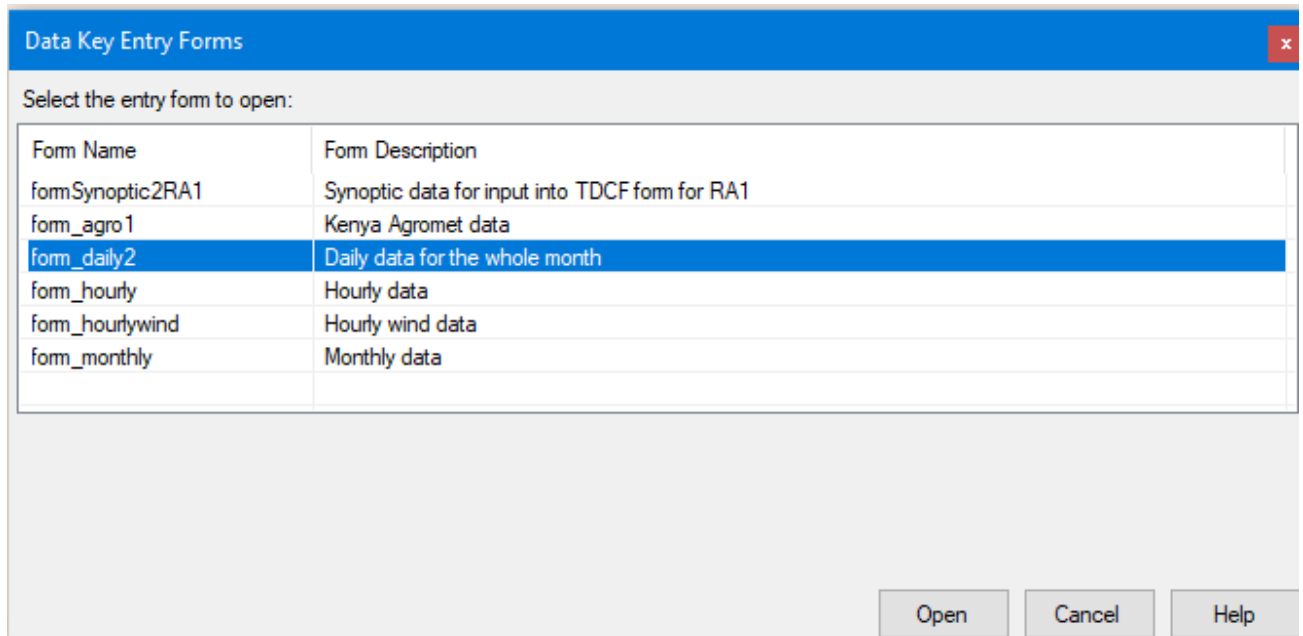 Data Key Entry Forms
x
Select the entry form to open:
Form Name Form Description
formSynoptic2RA1 Synoptic data for input into TDCF form for RA1
form_agro1 Kenya Agromet data
form_daily2 Daily data for the whole month
form_hourly Hourly data
form_hourlywind Hourly wind data
form_monthly Monthly data
Open Cancel Help